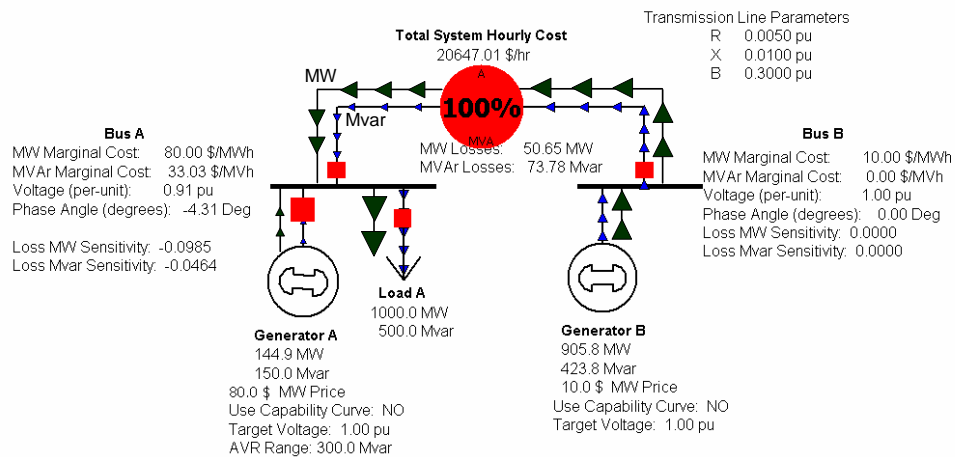 Transmission Line Parameters
R 0.0050 pu
X 0.0100 pu
B 0.3000 pu
Total System Hourly Cost
20647.01 $/hr
MW
A
100%
MVA
Mvar
MW Losses: 50.65 MW
MVAr Losses: 73.78 Mvar
Bus A
MW Marginal Cost: 80.00 $/MWh
MVAr Marginal Cost: 33.03 $/MVh
Voltage (per-unit): 0.91 pu
Phase Angle (degrees): -4.31 Deg
Loss MW Sensitivity: -0.0985
Loss Mvar Sensitivity: -0.0464
Bus B
MW Marginal Cost: 10.00 $/MWh
MVAr Marginal Cost: 0.00 $/MVh
Voltage (per-unit): 1.00 pu
Phase Angle (degrees): 0.00 Deg
Loss MW Sensitivity: 0.0000
Loss Mvar Sensitivity: 0.0000
Load A
1000.0 MW
500.0 Mvar
Generator A
144.9 MW
150.0 Mvar
80.0 $ MW Price
Use Capability Curve: NO
Target Voltage: 1.00 pu
AVR Range: 300.0 Mvar
Generator B
905.8 MW
423.8 Mvar
10.0 $ MW Price
Use Capability Curve: NO
Target Voltage: 1.00 pu